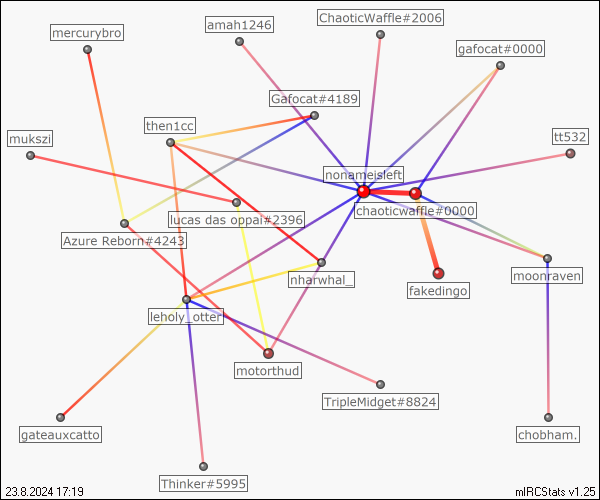 amah1246
ChaoticWaffle#2006
mercurybro
gafocat#0000
Gafocat#4189
then1cc
tt532
mukszi
nonameisleft
chaoticwaffle#0000
lucas das oppai#2396
Azure Reborn#4243
nharwhal_
moonraven
fakedingo
leholy_otter
motorthud
TripleMidget#8824
gateauxcatto
chobham.
Thinker#5995
23.8.2024 17:19
mIRCStats v1.25